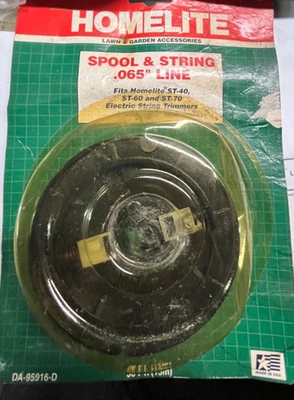 HOMELITE
LAWN & GARDEN ACCESSORIES
SPOOL & STRING
.065" LINE
Fits Homelite ST-40,
ST-60 and ST-70
Electric String Trimmers
DA-95916-D
MADE IN USA